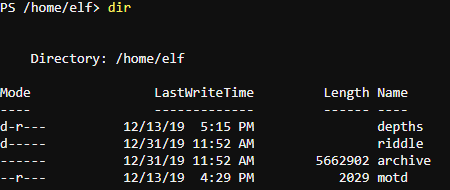 PS /home/elf> dir
Directory: /home/elf
Mode LastWriteTime Length Name
---- ------------- ------ ----
d-r--- 12/13/19 5:15 PM depths
d----- 12/31/19 11:52 AM riddle
------ 12/31/19 11:52 AM 5662902 archive
--r--- 12/13/19 4:29 PM 2029 motd